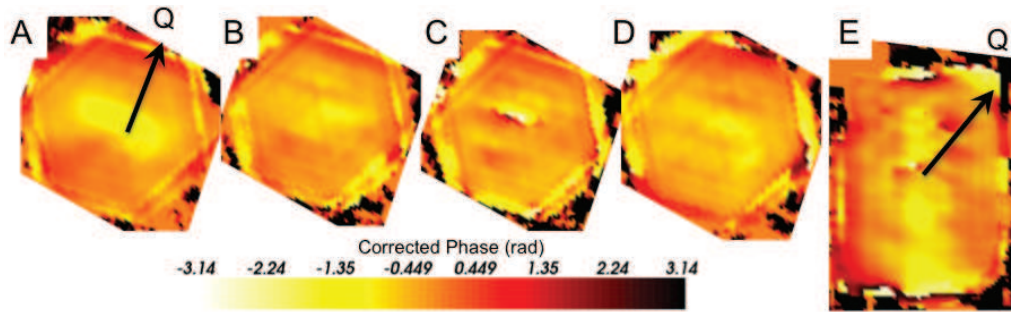 A Q B C D E Q
Corrected Phase (rad)
-3.14 -2.24 -1.35 -0.449 0.449 1.35 2.24 3.14